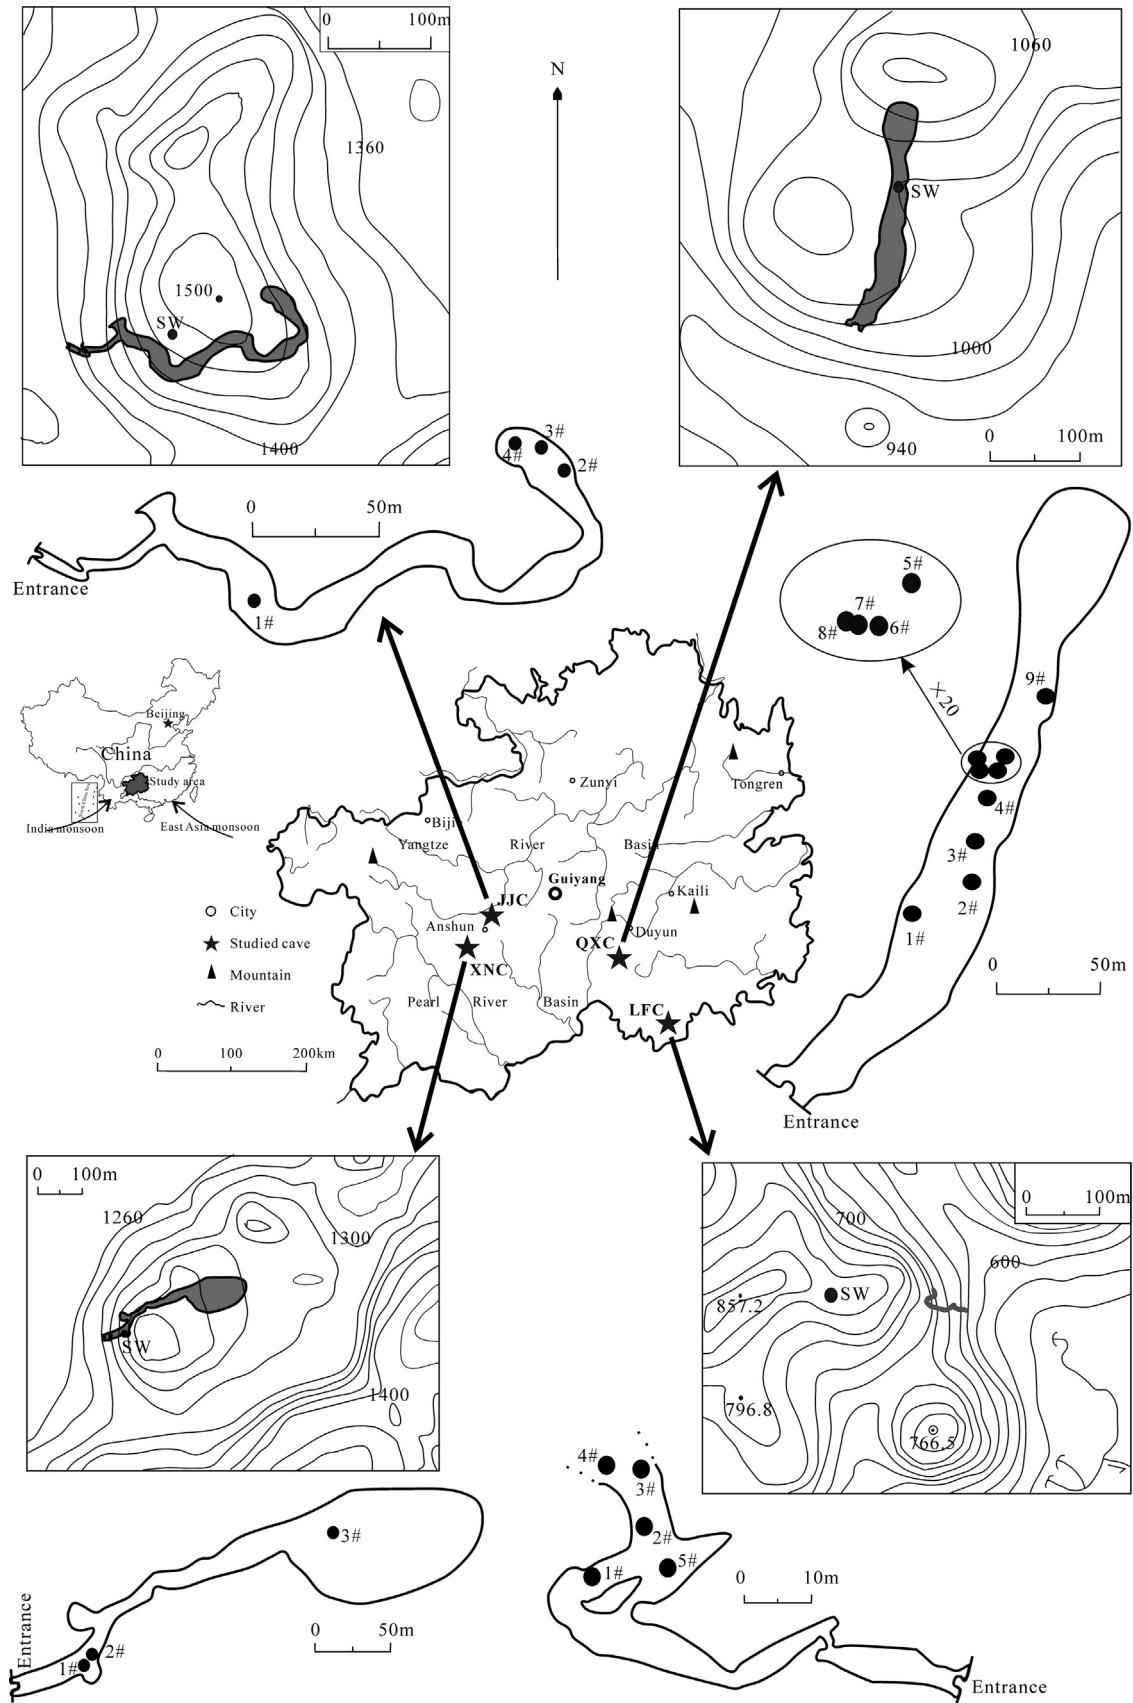 0 100m
1360
1500
SW
1400
N
1060
SW
1000
940
0 100m
3#
4#
2#
0 50m
Entrance
1#
5#
7#
8#
6#
×20
9#
4#
3#
2#
1#
0 50m
Entrance
Beijing
China
Study area
India monsoon
East Asia monsoon
Zunyi
Tongren
Bijie
Yangtze River Basin
Guiyang
Kaili
JJC
Anshun
Duyun
QXC
XNC
Pearl River Basin
LFC
City
Studied cave
Mountain
River
0 100 200km
0 100m
1260
1300
SW
1400
0 100m
700
600
SW
857.2
796.8
766.5
3#
2#
1#
Entrance
0 50m
4#
3#
2#
1#
5#
0 10m
Entrance